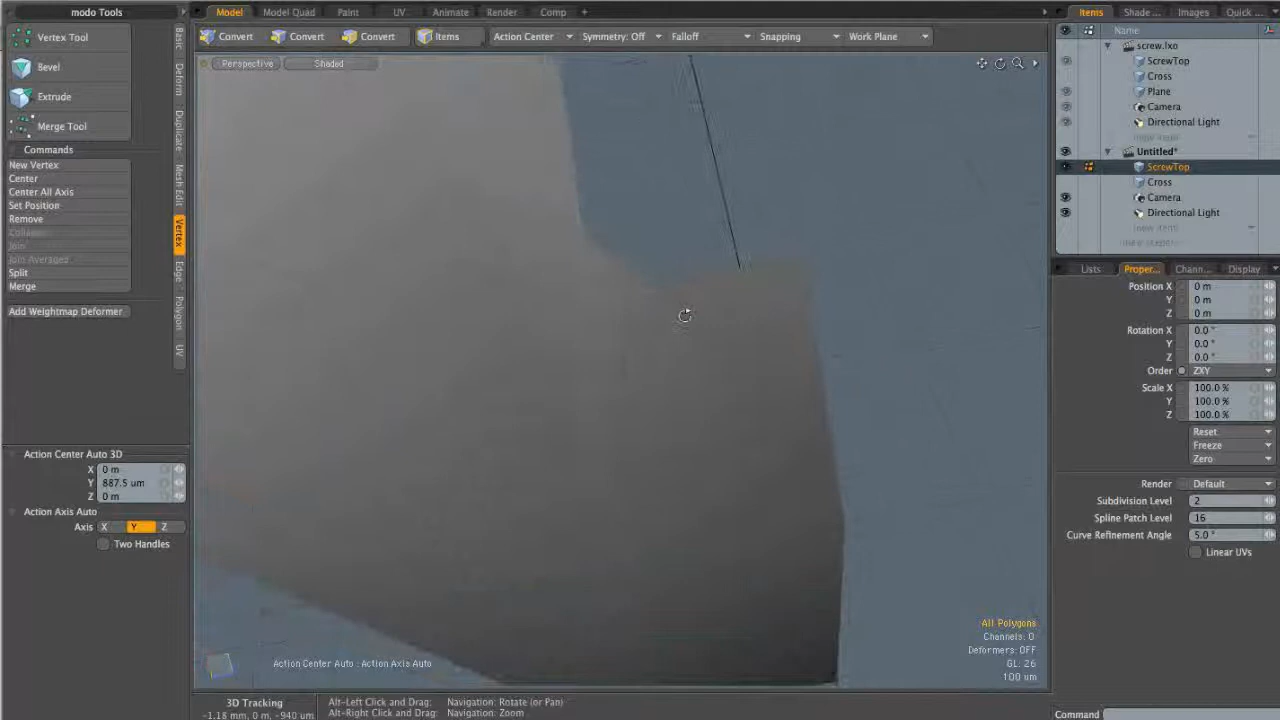 modo Tools
Model
Model Quad
Paint
UV
Animate
Render
Comp
+
Items
Shade ...
Images
Quick ...
Vertex Tool
Bevel
Extrude
Merge Tool
Commands
New Vertex
Center
Center All Axis
Set Position
Remove
Collapse
Join
Join Averaged
Split
Merge
Add Weightmap Deformer
Basic
Deform
Duplicate
Mesh Edit
Vertex
Edge
Polygon
UV
Convert
Convert
Convert
Items
Action Center
Symmetry: Off
Falloff
Snapping
Work Plane
Perspective
Shaded
Name
screw.lxo
ScrewTop
Cross
Plane
Camera
Directional Light
(new item)
Untitled*
ScrewTop
Cross
Camera
Directional Light
(new item)
Lists
Proper...
Chann...
Display
Position X 0 m
Y 0 m
Z 0 m
Rotation X 0.0 °
Y 0.0 °
Z 0.0 °
Order ZXY
Scale X 100.0 %
Y 100.0 %
Z 100.0 %
Reset
Freeze
Zero
Render Default
Subdivision Level 2
Spline Patch Level 16
Curve Refinement Angle 5.0 °
Linear UVs
Action Center Auto 3D
X 0 m
Y 887.5 um
Z 0 m
Action Axis Auto
Axis X Y Z
Two Handles
All Polygons
Channels: 0
Deformers: OFF
GL: 26
100 um
Action Center Auto : Action Axis Auto
3D Tracking
-1.18 mm, 0 m, -940 um
Alt-Left Click and Drag: Navigation: Rotate (or Pan)
Alt-Right Click and Drag: Navigation: Zoom
Command